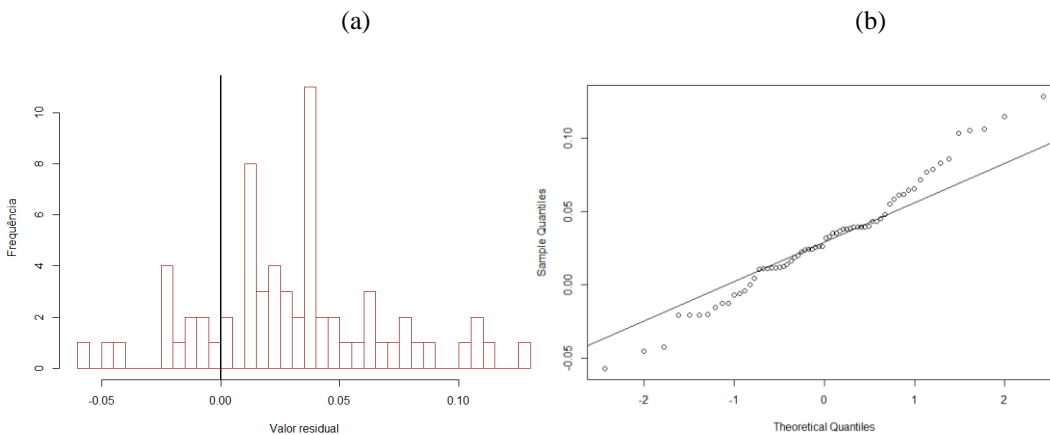 (a) (b)
Frequência
10
8
6
4
2
0
-0.05 0.00 0.05 0.10
Valor residual
Sample Quantiles
0.10
0.05
0.00
-0.05
-2 -1 0 1 2
Theoretical Quantiles